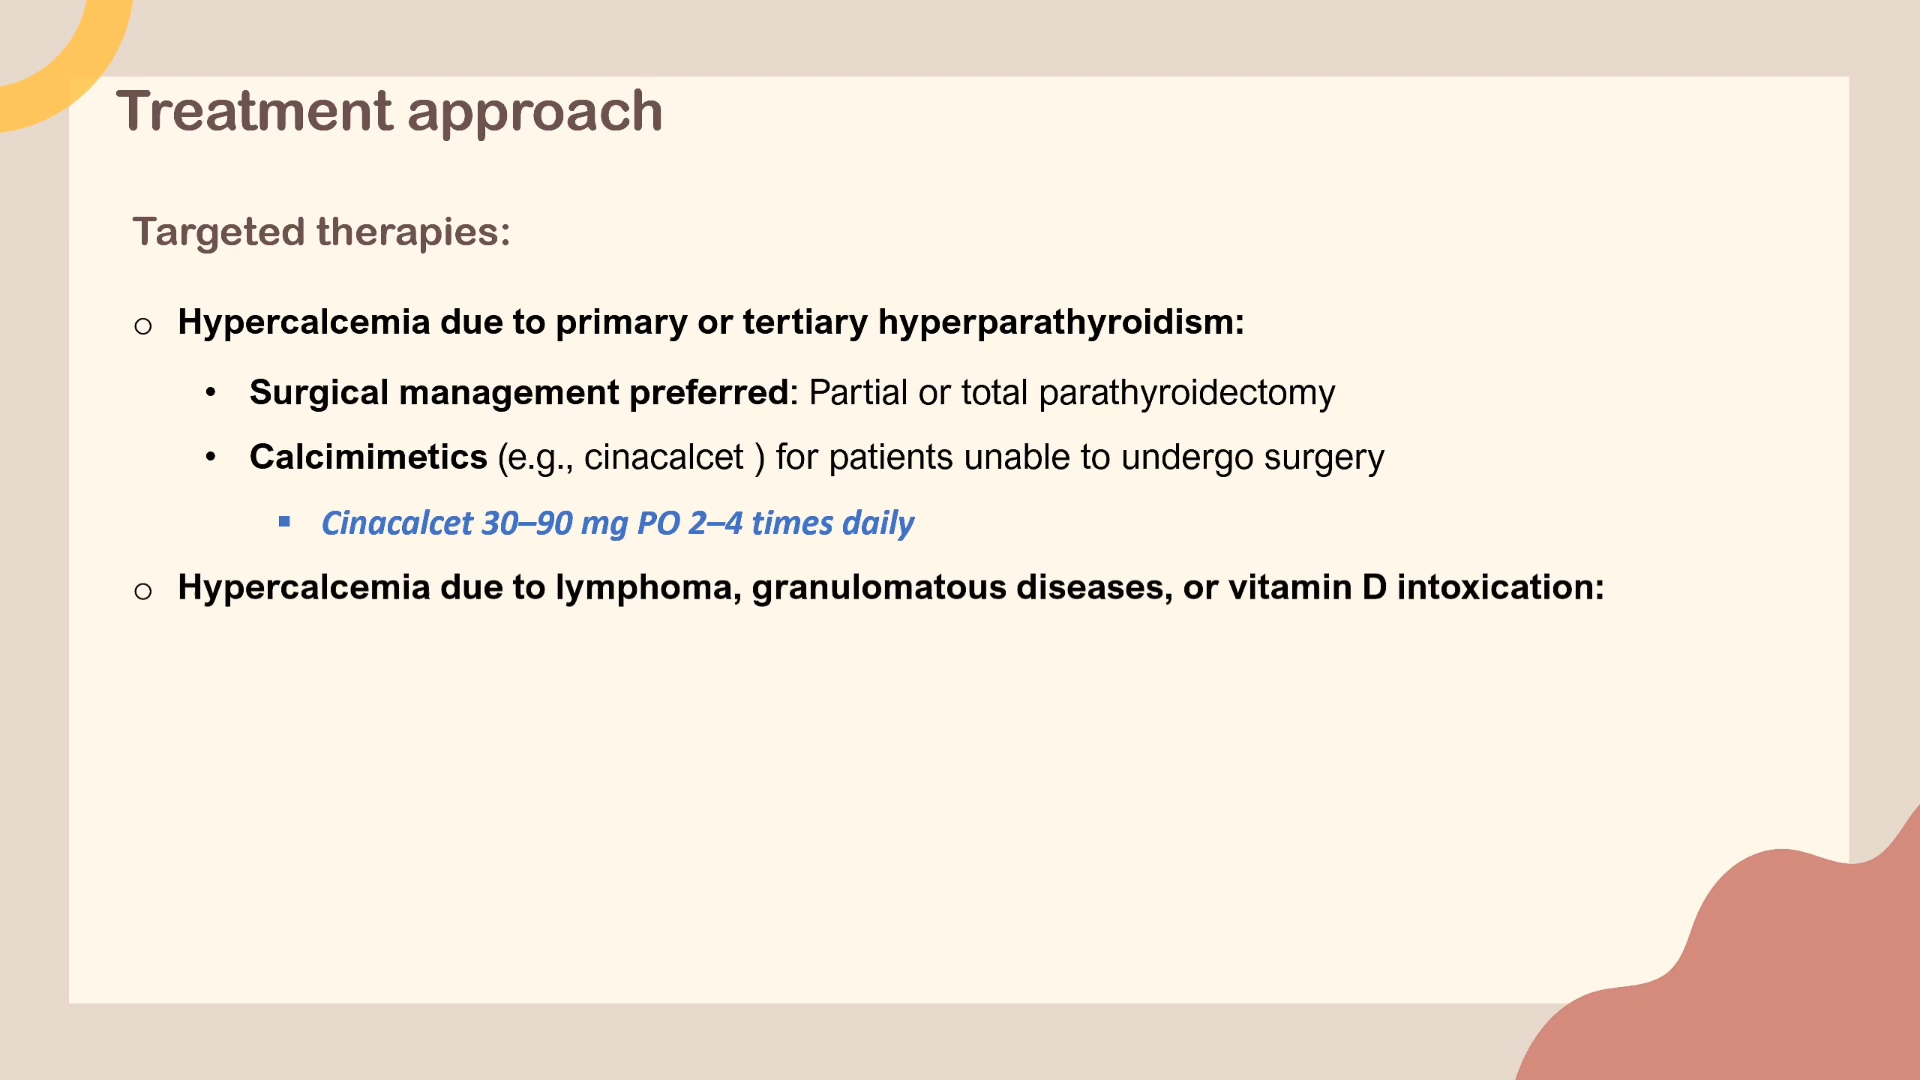 Treatment approach
Targeted therapies:
o Hypercalcemia due to primary or tertiary hyperparathyroidism:
• Surgical management preferred: Partial or total parathyroidectomy
• Calcimimetics (e.g., cinacalcet ) for patients unable to undergo surgery
▪ Cinacalcet 30–90 mg PO 2–4 times daily
o Hypercalcemia due to lymphoma, granulomatous diseases, or vitamin D intoxication: